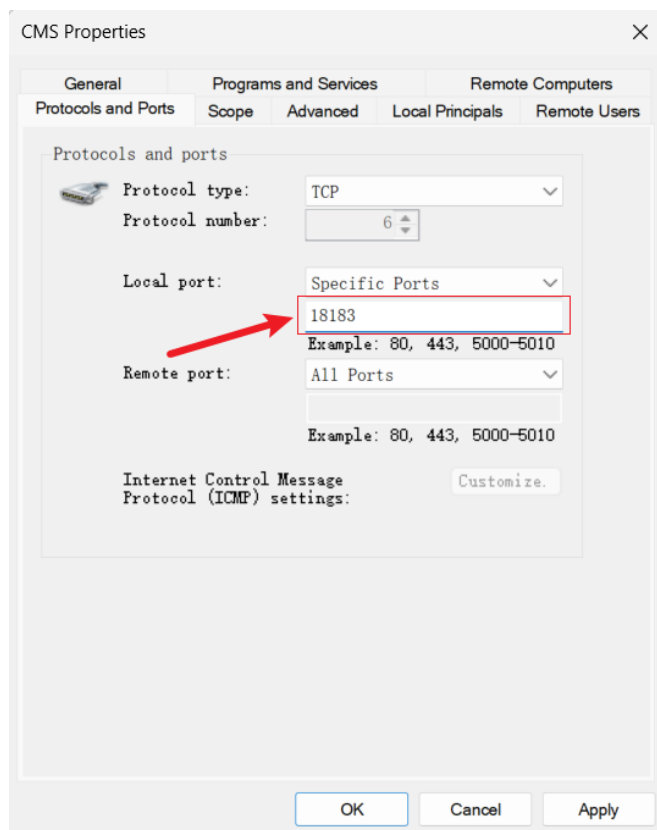 CMS Properties
General Programs and Services Remote Computers
Protocols and Ports Scope Advanced Local Principals Remote Users
Protocols and ports
Protocol type: TCP
Protocol number: 6
Local port: Specific Ports
18183
Example: 80, 443, 5000-5010
Remote port: All Ports
Example: 80, 443, 5000-5010
Internet Control Message Customize.
Protocol (ICMP) settings:
OK Cancel Apply